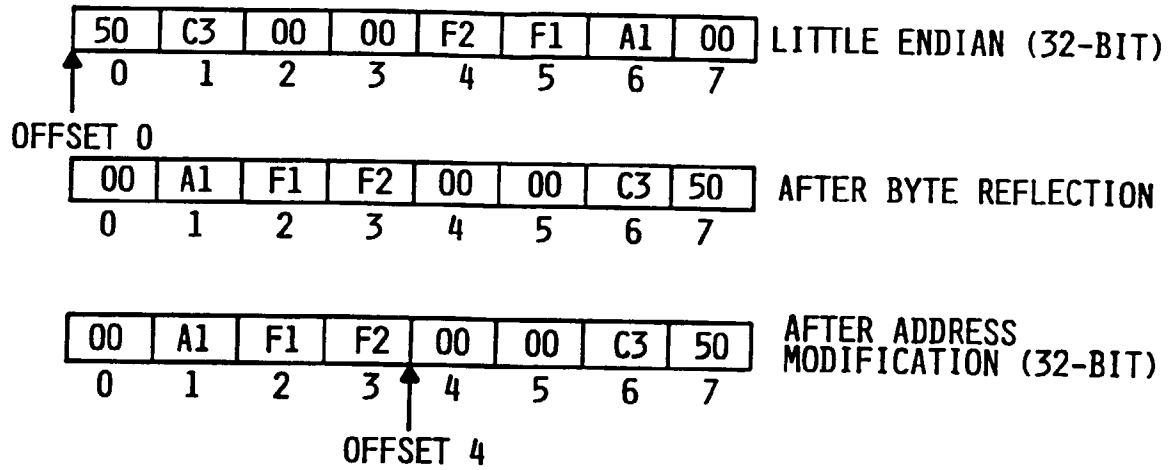 50 C3 00 00 F2 F1 A1 00 LITTLE ENDIAN (32-BIT)
0 1 2 3 4 5 6 7
OFFSET 0
00 A1 F1 F2 00 00 C3 50 AFTER BYTE REFLECTION
0 1 2 3 4 5 6 7
00 A1 F1 F2 00 00 C3 50 AFTER ADDRESS
MODIFICATION (32-BIT)
0 1 2 3 4 5 6 7
OFFSET 4